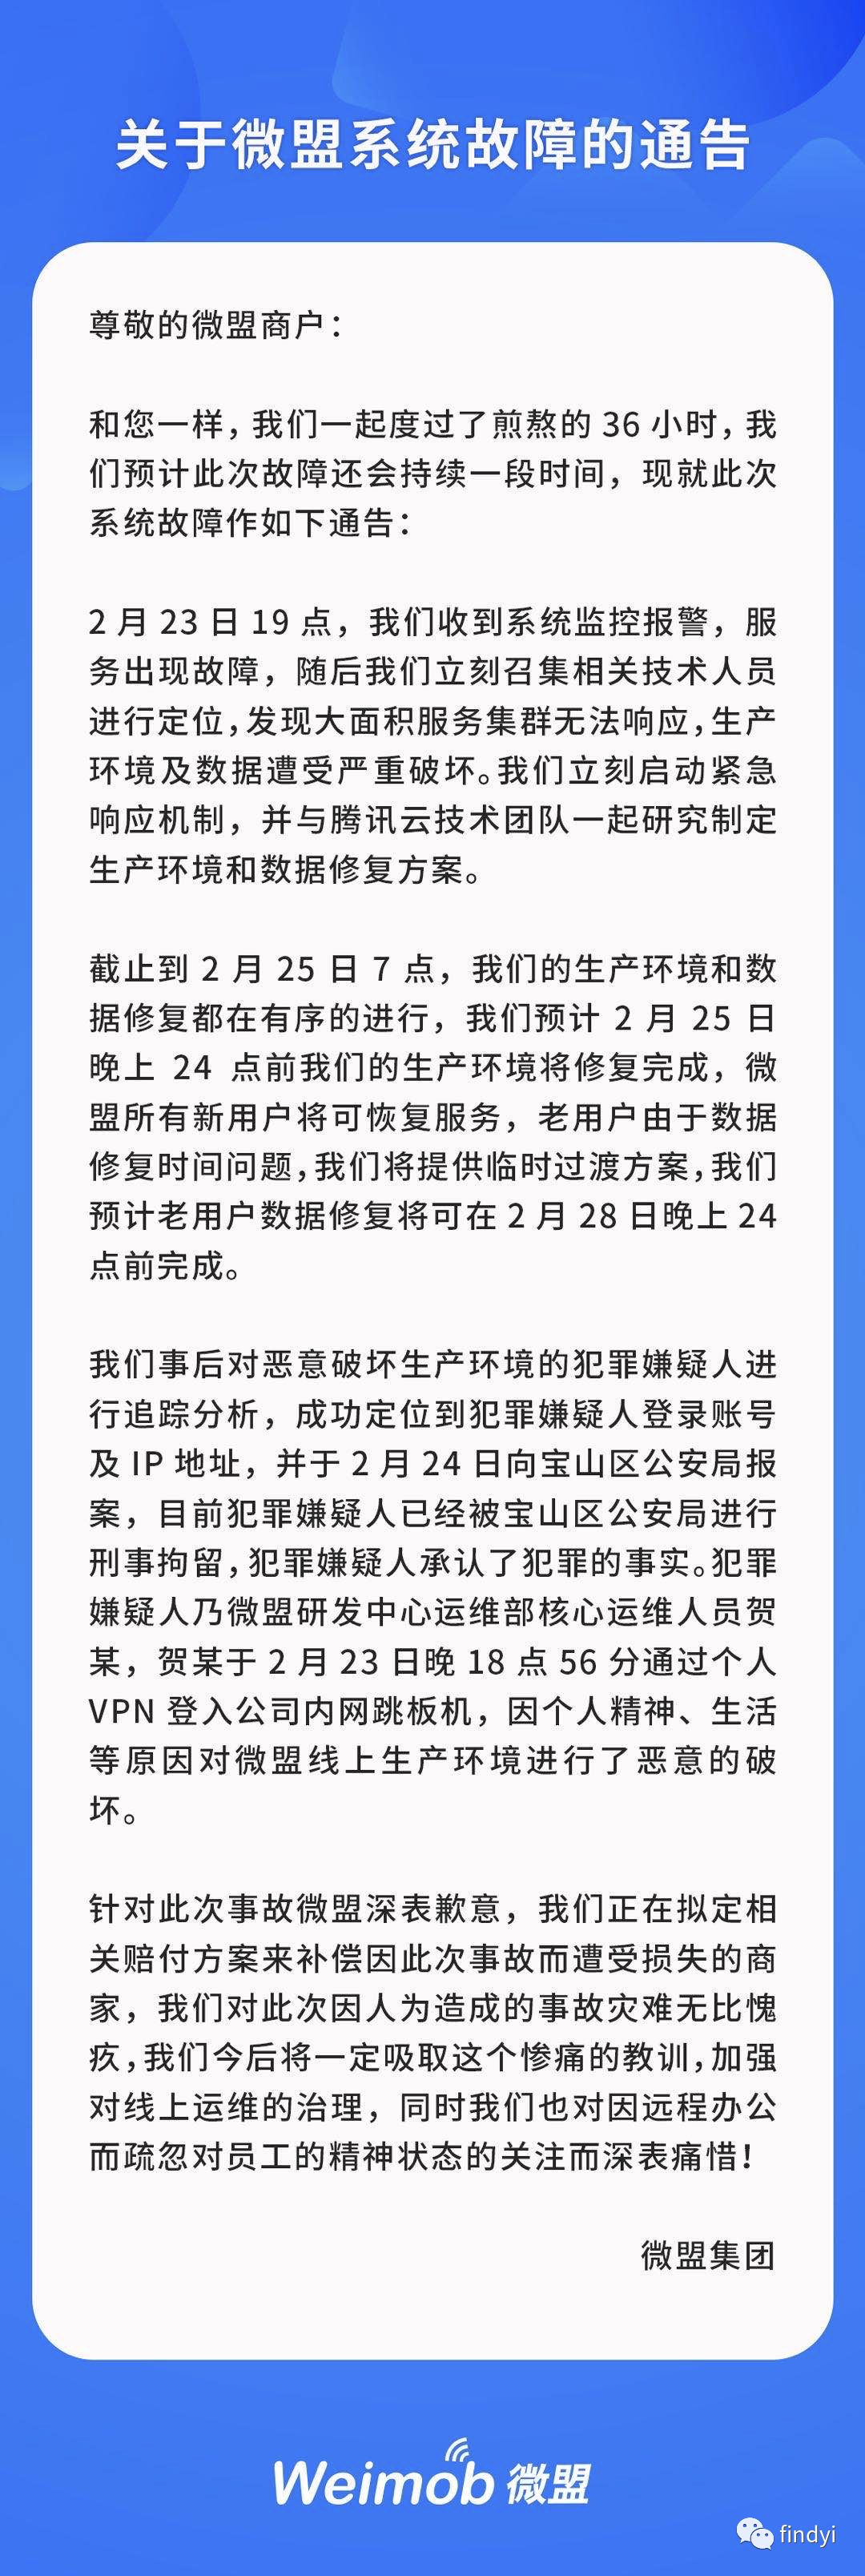 关于微盟系统故障的通告
尊敬的微盟商户：
和您一样，我们一起度过了煎熬的 36 小时，我
们预计此次故障还会持续一段时间，现就此次
系统故障作如下通告：
2 月 23 日 19 点，我们收到系统监控报警，服
务出现故障，随后我们立刻召集相关技术人员
进行定位，发现大面积服务集群无法响应，生产
环境及数据遭受严重破坏。我们立刻启动紧急
响应机制，并与腾讯云技术团队一起研究制定
生产环境和数据修复方案。
截止到 2 月 25 日 7 点，我们的生产环境和数
据修复都在有序的进行，我们预计 2 月 25 日
晚上 24 点前我们的生产环境将修复完成，微
盟所有新用户将可恢复服务，老用户由于数据
修复时间问题，我们将提供临时过渡方案，我们
预计老用户数据修复将可在 2 月 28 日晚上 24
点前完成。
我们事后对恶意破坏生产环境的犯罪嫌疑人进
行追踪分析，成功定位到犯罪嫌疑人登录账号
及 IP 地址，并于 2 月 24 日向宝山区公安局报
案，目前犯罪嫌疑人已经被宝山区公安局进行
刑事拘留，犯罪嫌疑人承认了犯罪的事实。犯罪
嫌疑人乃微盟研发中心运维部核心运维人员贺
某，贺某于 2 月 23 日晚 18 点 56 分通过个人
VPN 登入公司内网跳板机，因个人精神、生活
等原因对微盟线上生产环境进行了恶意的破
坏。
针对此次事故微盟深表歉意，我们正在拟定相
关赔付方案来补偿因此次事故而遭受损失的商
家，我们对此次因人为造成的事故灾难无比愧
疚，我们今后将一定吸取这个惨痛的教训，加强
对线上运维的治理，同时我们也对因远程办公
而疏忽对员工的精神状态的关注而深表痛惜！
微盟集团
Weimob 微盟
findyi